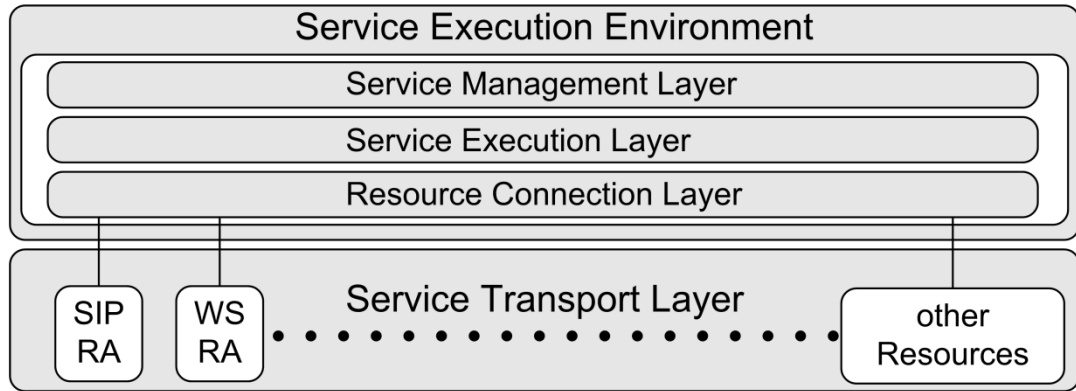 Service Execution Environment
Service Management Layer
Service Execution Layer
Resource Connection Layer
Service Transport Layer
SIP
RA
WS
RA
other
Resources